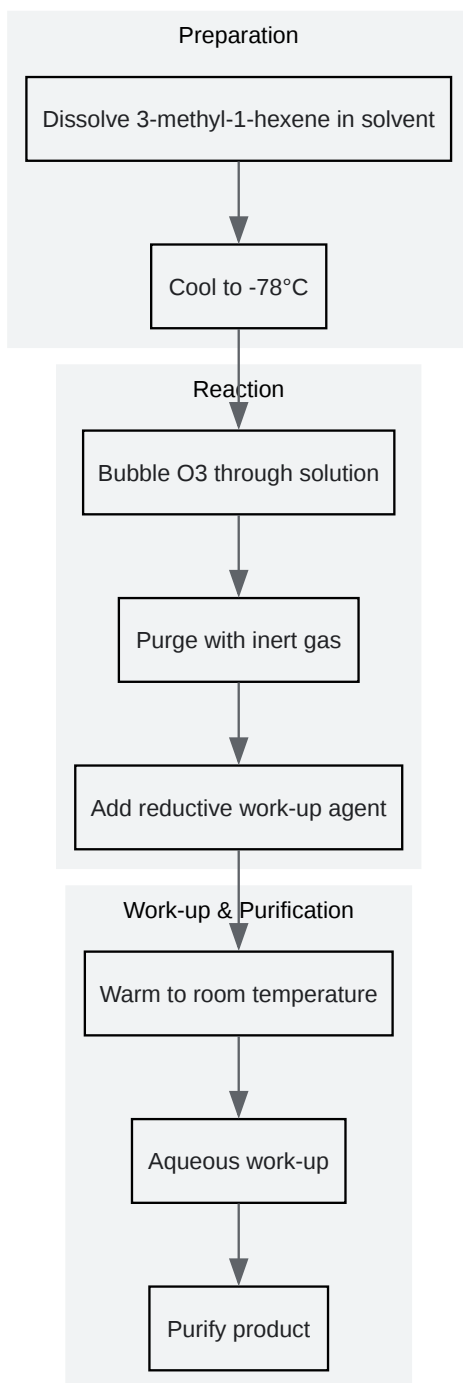 Preparation
Dissolve 3-methyl-1-hexene in solvent
Cool to -78°C
Reaction
Bubble O3 through solution
Purge with inert gas
Add reductive work-up agent
Work-up & Purification
Warm to room temperature
Aqueous work-up
Purify product